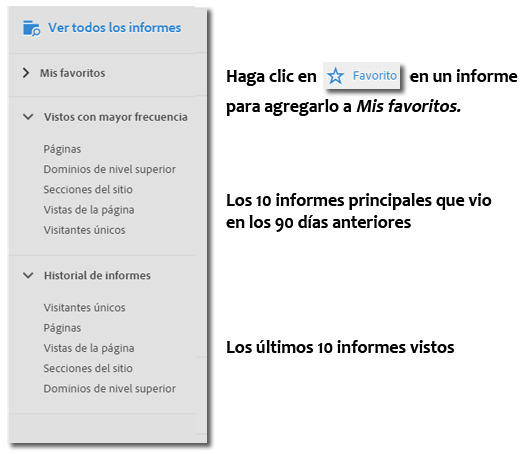 Ver todos los informes
Mis favoritos
Haga clic en Favorito en un informe
para agregarlo a Mis favoritos.
Vistos con mayor frecuencia
Páginas
Dominios de nivel superior
Secciones del sitio
Vistas de la página
Visitantes únicos
Los 10 informes principales que vio
en los 90 días anteriores
Historial de informes
Visitantes únicos
Páginas
Vistas de la página
Secciones del sitio
Dominios de nivel superior
Los últimos 10 informes vistos